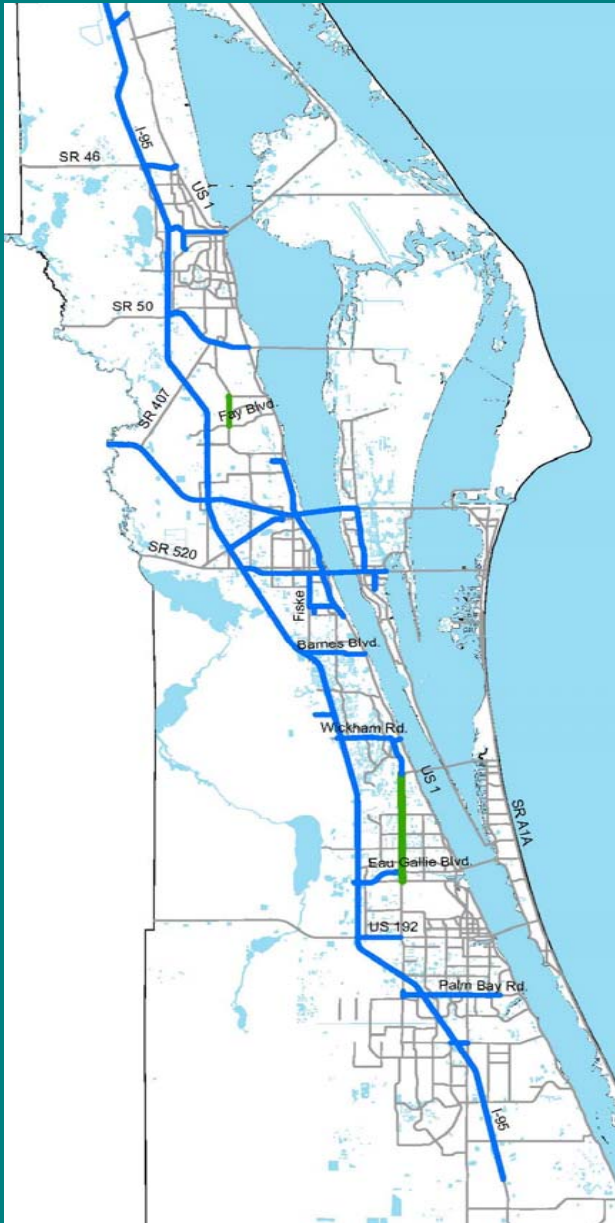 I-95
SR 46
US 1
SR 50
SR 407
Fay Blvd.
SR 520
Fiske
Barnes Blvd.
Wickham Rd.
US 1
SR A1A
Eau Gallie Blvd.
US 192
Palm Bay Rd.
I-95